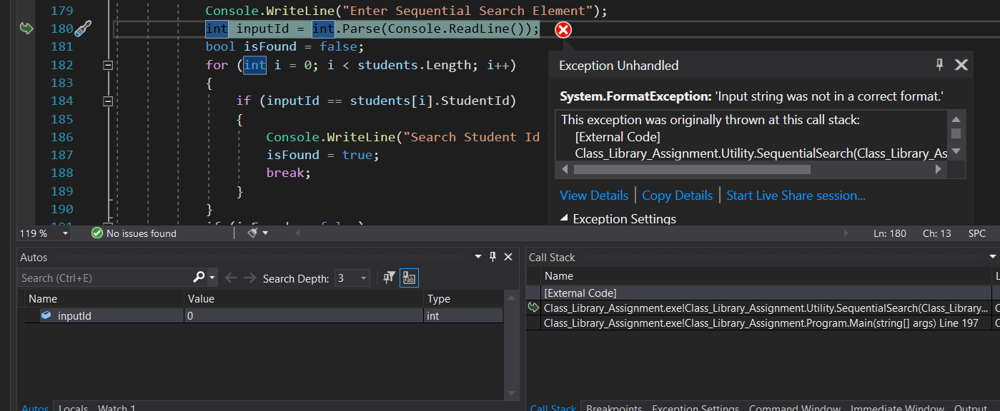 179 Console.WriteLine("Enter Sequential Search Element");
180 int inputId = int.Parse(Console.ReadLine());
181 bool isFound = false;
182 for (int i = 0; i < students.Length; i++)
183 {
184 if (inputId == students[i].StudentId)
185 {
186 Console.WriteLine("Search Student Id
187 isFound = true;
188 break;
189 }
190 }
Exception Unhandled
System.FormatException: 'Input string was not in a correct format.'
This exception was originally thrown at this call stack:
[External Code]
Class_Library_Assignment.Utility.SequentialSearch(Class_Library_As
View Details | Copy Details | Start Live Share session...
Exception Settings
119 % No issues found Ln: 180 Ch: 13 SPC
Autos
Search (Ctrl+E) Search Depth: 3
Name Value Type
inputId 0 int
Autos Locals Watch 1
Call Stack
Name
[External Code]
Class_Library_Assignment.exe!Class_Library_Assignment.Utility.SequentialSearch(Class_Library...
Class_Library_Assignment.exe!Class_Library_Assignment.Program.Main(string[] args) Line 197
Call Stack Breakpoints Exception Settings Command Window Immediate Window Output